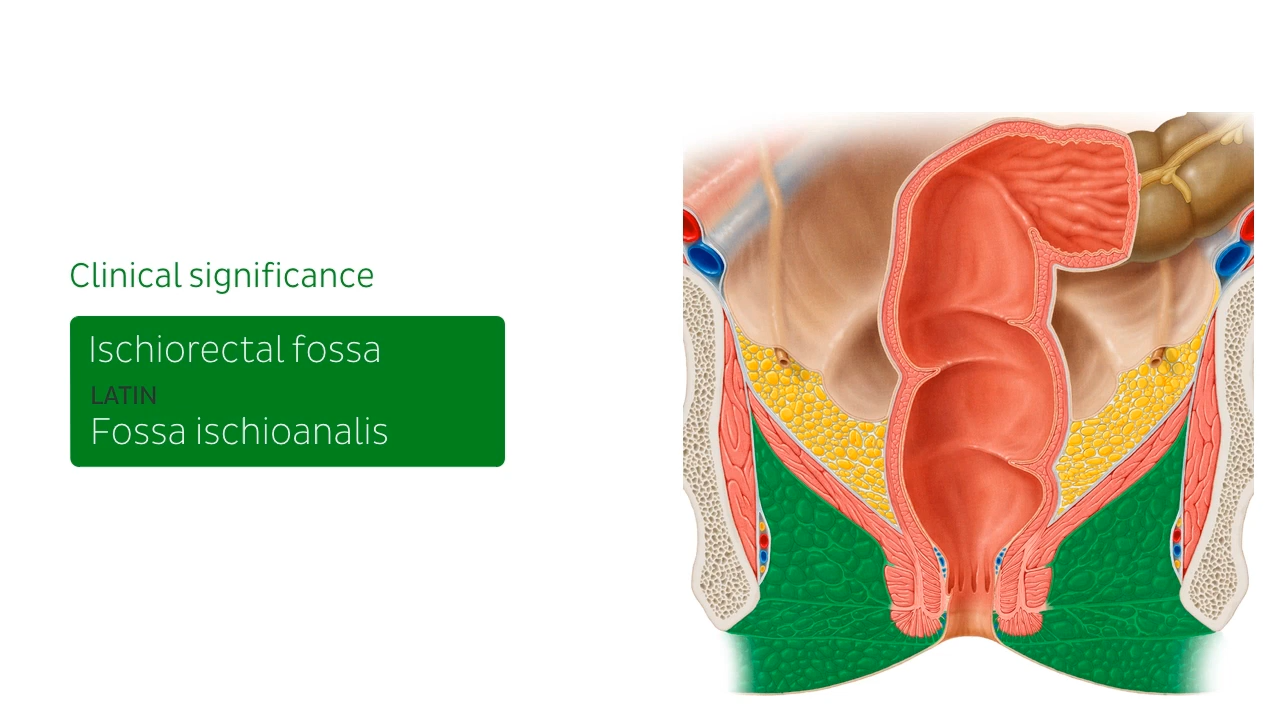 Clinical significance
Ischiorectal fossa
LATIN
Fossa ischioanalis